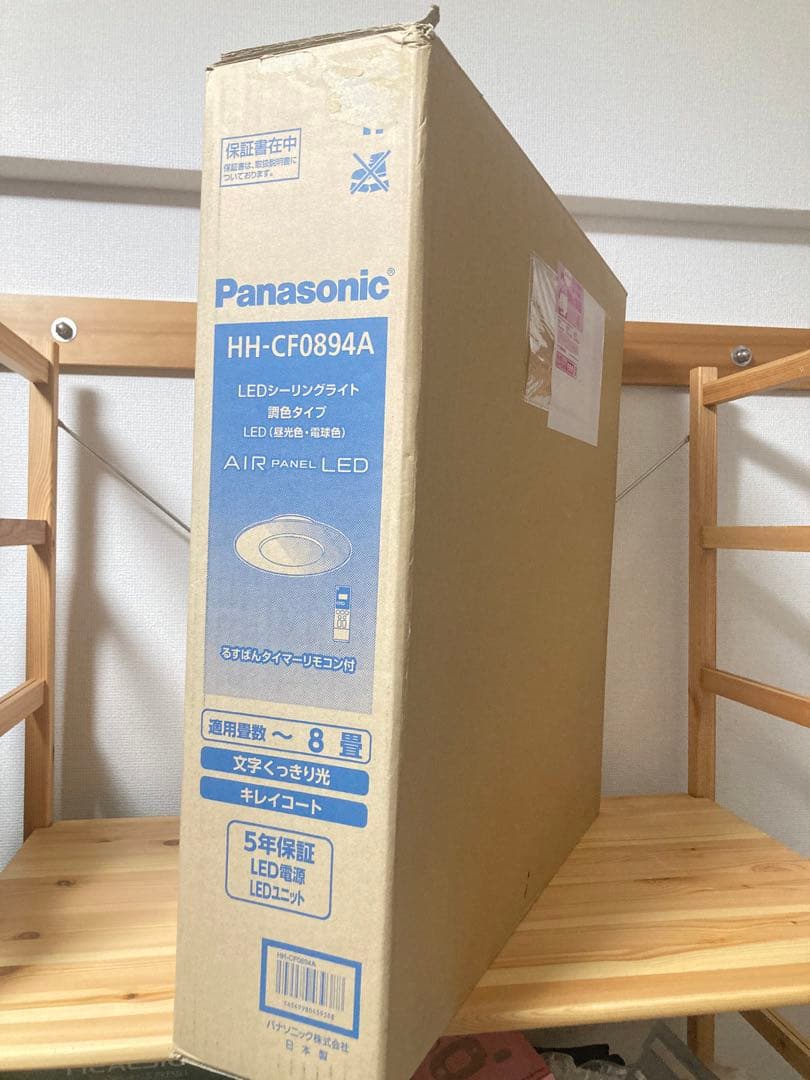 保証書在中
保証書は、取扱説明書に
ついております。
Panasonic®
HH-CF0894A
LEDシーリングライト
調色タイプ
LED（昼光色・電球色）
AIR PANEL LED
るすばんタイマーリモコン付
適用畳数 〜 8 畳
文字くっきり光
キレイコート
5年保証
LED電源
LEDユニット
HH-CF0894A
パナソニック株式会社
日本製